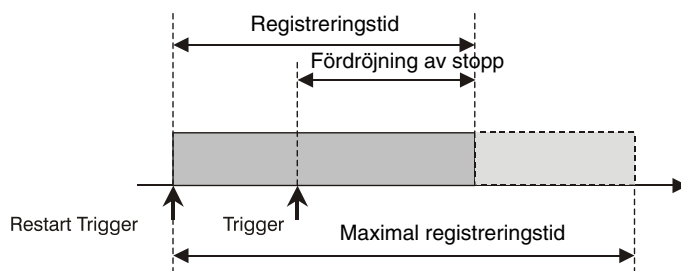 Registreringstid
Fördröjning av stopp
Restart Trigger
Trigger
Maximal registreringstid